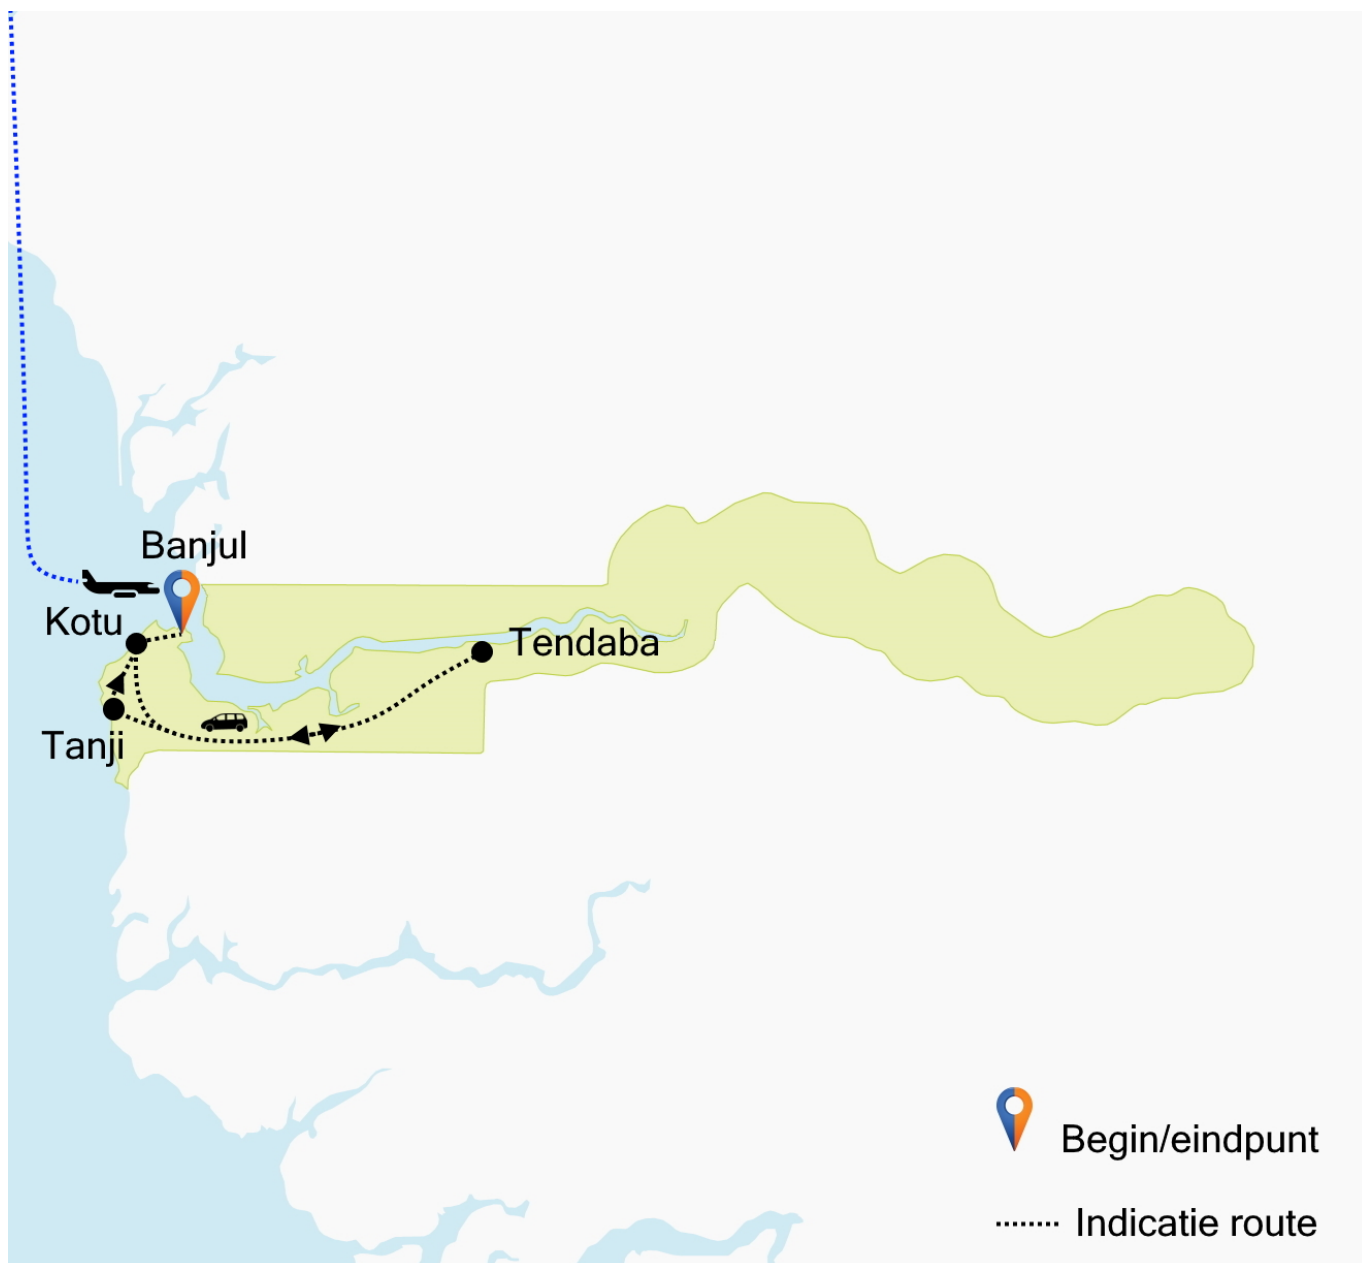 Banjul
Kotu
Tendaba
Tanji
Begin/eindpunt
Indicatie route